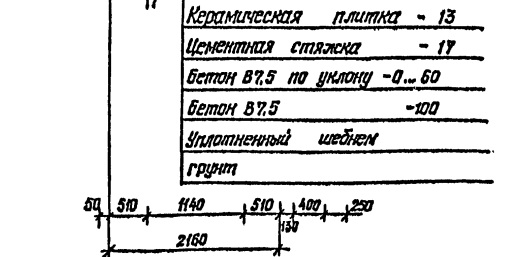 Керамическая плитка - 13
Цементная стяжка - 17
Бетон В7,5 по уклону -0...60
Бетон В7,5 -100
Уплотненный щебнем
грунт
50 510 1140 510 130 400 250
2160